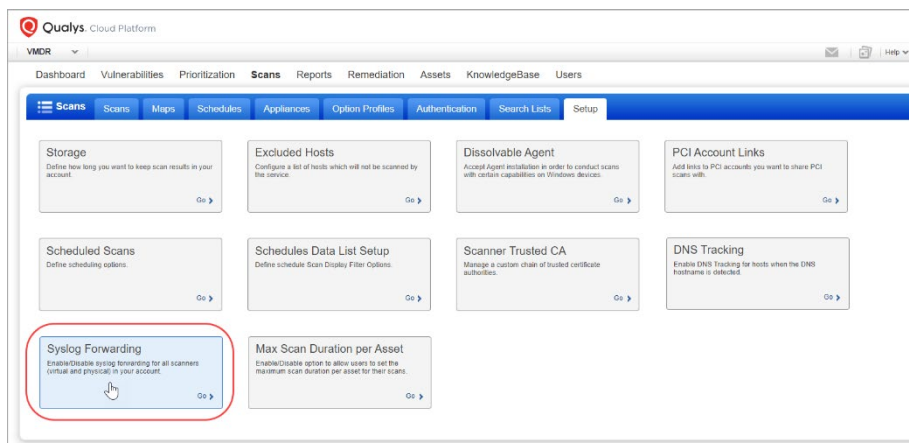 Qualys. Cloud Platform
VMDR
Help
Dashboard Vulnerabilities Prioritization Scans Reports Remediation Assets KnowledgeBase Users
Scans Scans Maps Schedules Appliances Option Profiles Authentication Search Lists Setup
Storage
Define how long you want to keep scan results in your
account.
Go
Excluded Hosts
Configure a list of hosts which will not be scanned by
the service.
Go
Dissolvable Agent
Accept Agent installation in order to conduct scans
with certain capabilities on Windows devices.
Go
PCI Account Links
Add links to PCI accounts you want to share PCI
scans with.
Go
Scheduled Scans
Define scheduling options.
Go
Schedules Data List Setup
Define schedule Scan Display Filter Options.
Go
Scanner Trusted CA
Manage a custom chain of trusted certificate
authorities.
Go
DNS Tracking
Enable DNS Tracking for hosts when the DNS
hostname is detected.
Go
Syslog Forwarding
Enable/Disable syslog forwarding for all scanners
(virtual and physical) in your account.
Go
Max Scan Duration per Asset
Enable/Disable option to allow users to set the
maximum scan duration per asset for their scans.
Go